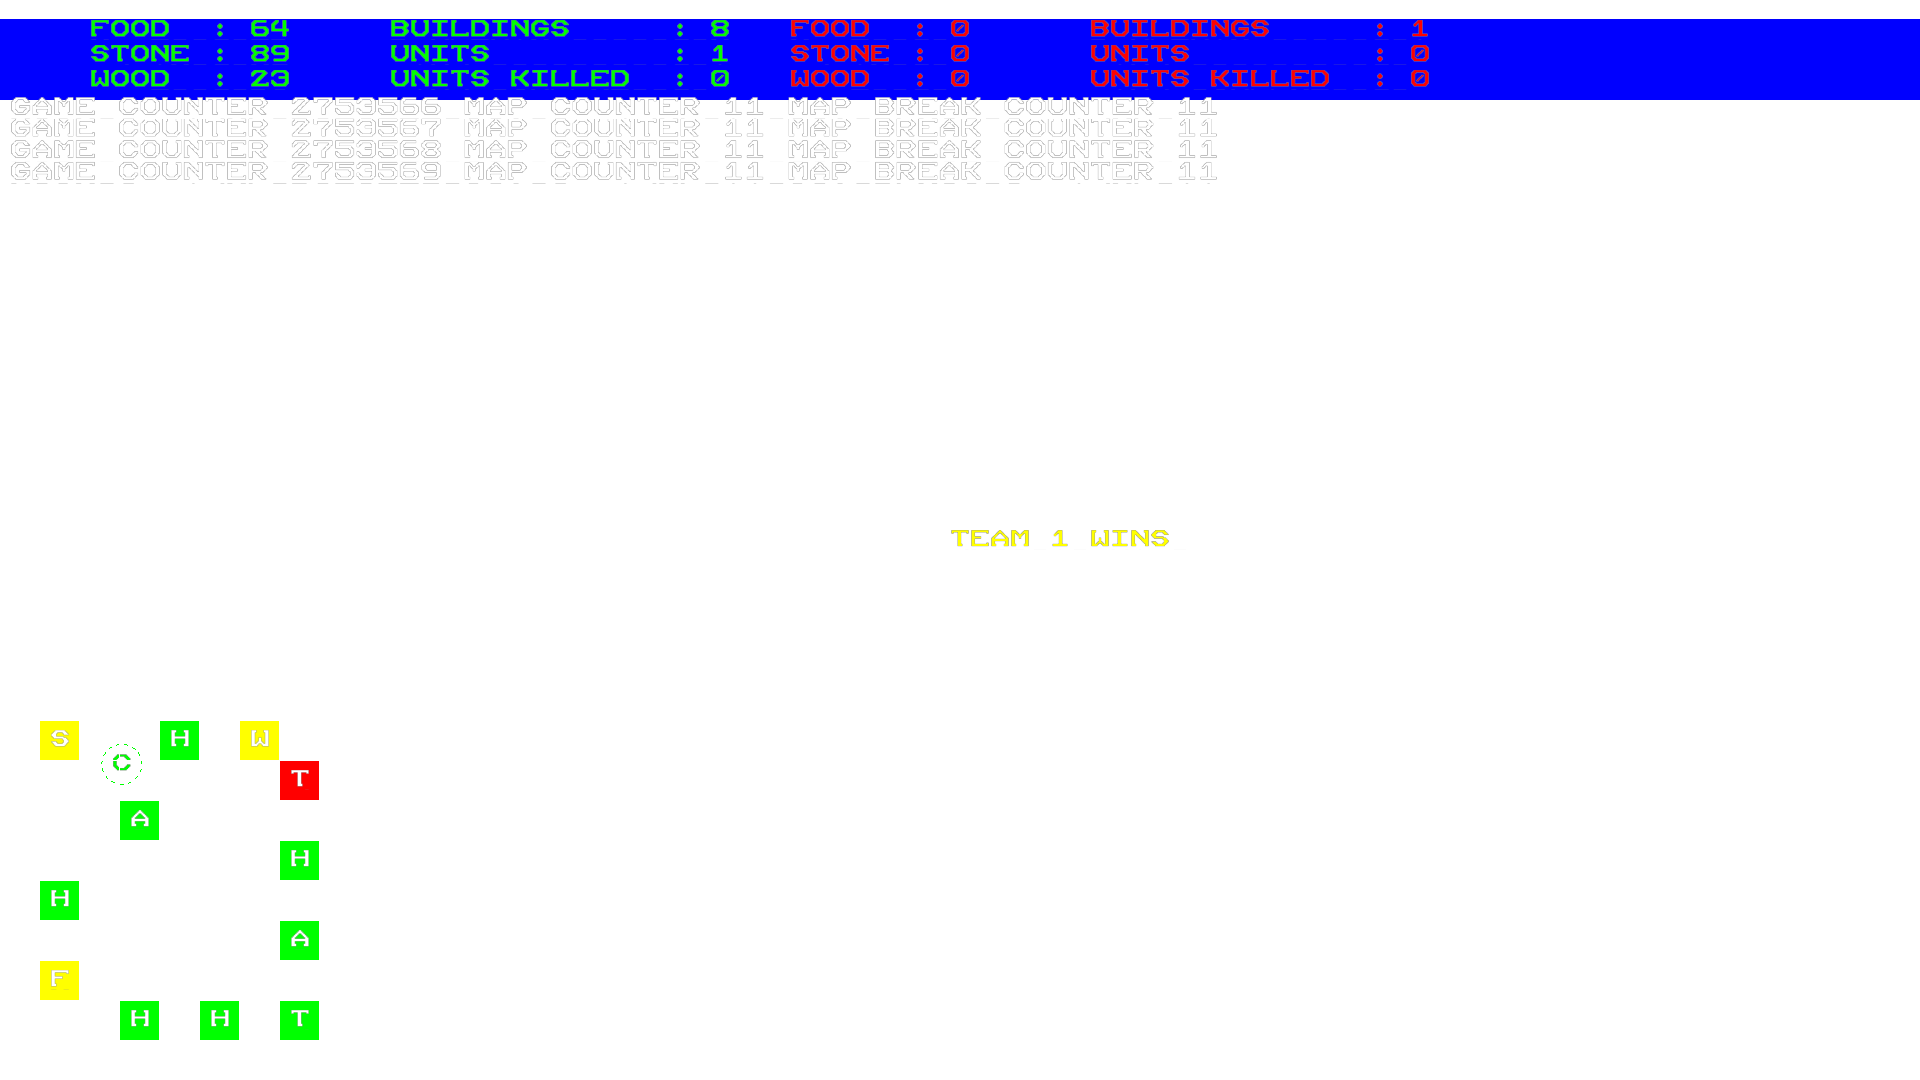 FOOD : 64 BUILDINGS : 8 FOOD : 0 BUILDINGS : 1
STONE : 89 UNITS : 1 STONE : 0 UNITS : 0
WOOD : 23 UNITS KILLED : 0 WOOD : 0 UNITS KILLED : 0
GAME COUNTER 2753566 MAP COUNTER 11 MAP BREAK COUNTER 11
GAME COUNTER 2753567 MAP COUNTER 11 MAP BREAK COUNTER 11
GAME COUNTER 2753568 MAP COUNTER 11 MAP BREAK COUNTER 11
GAME COUNTER 2753569 MAP COUNTER 11 MAP BREAK COUNTER 11
TEAM 1 WINS
S H W
C
T
A
H
H
A
F
H H T